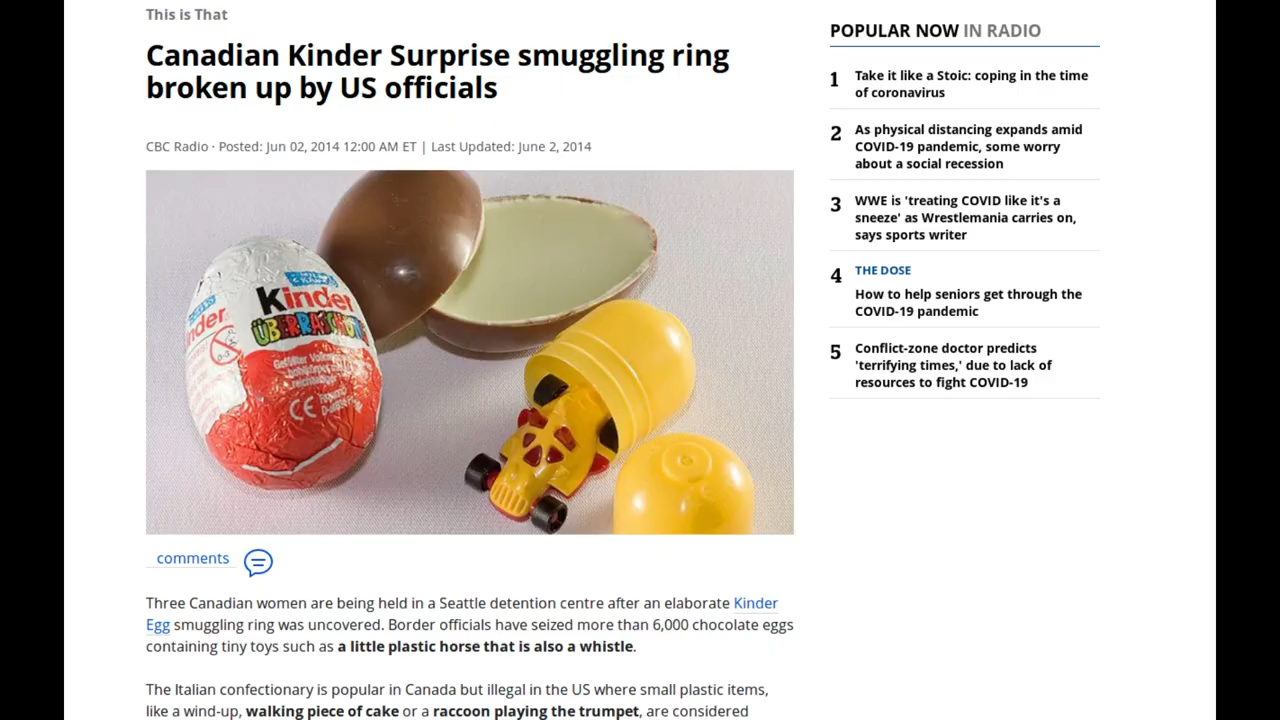 This is That
Canadian Kinder Surprise smuggling ring
broken up by US officials
CBC Radio · Posted: Jun 02, 2014 12:00 AM ET | Last Updated: June 2, 2014
Kinder
ÜBERRASCHUNG
nder
0-3
CE
comments
Three Canadian women are being held in a Seattle detention centre after an elaborate Kinder
Egg smuggling ring was uncovered. Border officials have seized more than 6,000 chocolate eggs
containing tiny toys such as a little plastic horse that is also a whistle.
The Italian confectionary is popular in Canada but illegal in the US where small plastic items,
like a wind-up, walking piece of cake or a raccoon playing the trumpet, are considered
POPULAR NOW IN RADIO
1 Take it like a Stoic: coping in the time
of coronavirus
2 As physical distancing expands amid
COVID-19 pandemic, some worry
about a social recession
3 WWE is 'treating COVID like it's a
sneeze' as Wrestlemania carries on,
says sports writer
4 THE DOSE
How to help seniors get through the
COVID-19 pandemic
5 Conflict-zone doctor predicts
'terrifying times,' due to lack of
resources to fight COVID-19